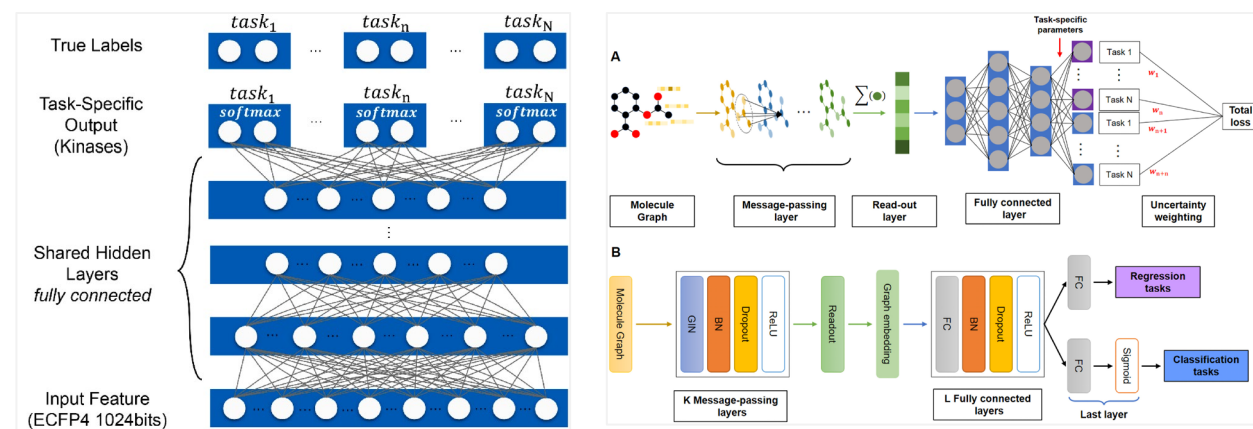 True Labels
task1
task n
task N
...
...
Task-Specific
Output
(Kinases)
task1
task n
task N
softmax
softmax
softmax
...
...
Shared Hidden
Layers
fully connected
Input Feature
(ECFP4 1024bits)
A
Task-specific
parameters
∑(●)
Task 1
Task N
Task 1
Task N
w1
wn
wn+1
wn+n
Total
loss
Molecule
Graph
Message-passing
layer
Read-out
layer
Fully connected
layer
Uncertainty
weighting
B
Molecule Graph
GIN
BN
Dropout
ReLU
K Message-passing
layers
Readout
Graph embedding
FC
BN
Dropout
ReLU
L Fully connected
layers
FC
Regression
tasks
FC
Sigmoid
Classification
tasks
Last layer